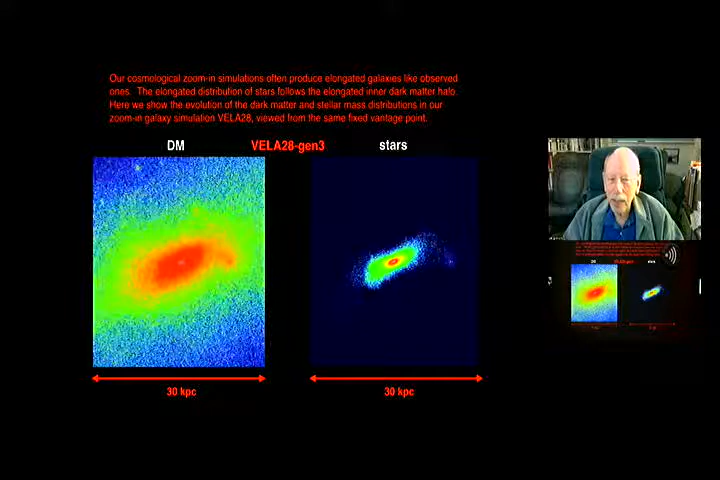 Our cosmological zoom-in simulations often produce elongated galaxies like observed
ones. The elongated distribution of stars follows the elongated inner dark matter halo.
Here we show the evolution of the dark matter and stellar mass distributions in our
zoom-in galaxy simulation VELA28, viewed from the same fixed vantage point.
DM VELA28-gen3 stars
30 kpc 30 kpc